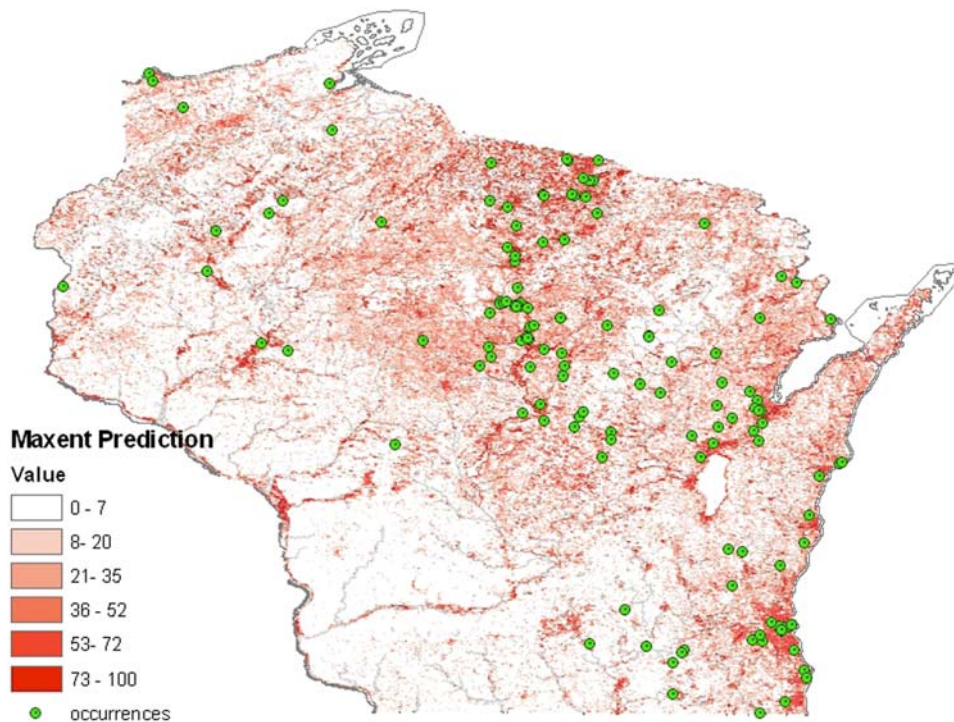 Maxent Prediction
Value
0 - 7
8- 20
21- 35
36 - 52
53- 72
73 - 100
occurrences